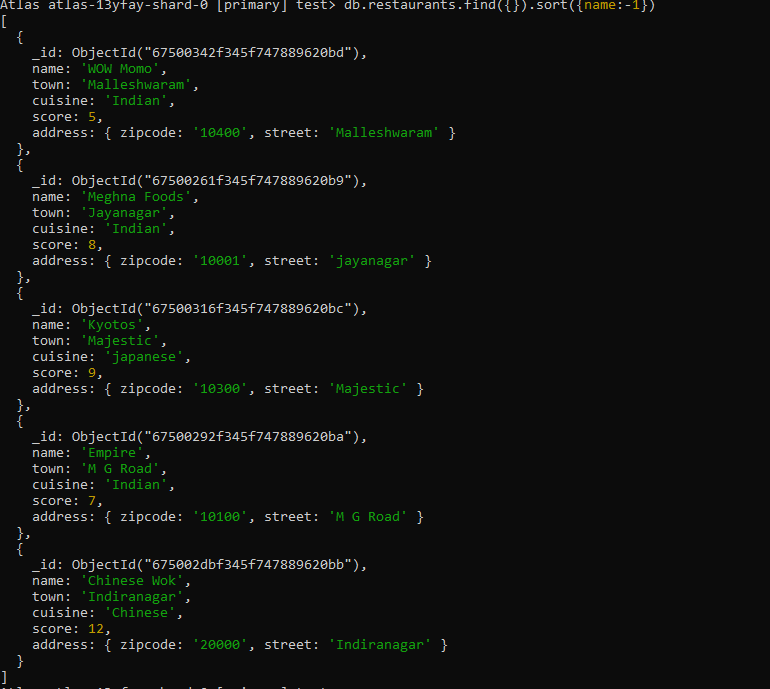 Atlas atlas-13yfay-shard-0 [primary] test> db.restaurants.find({}).sort({name:-1})
[
  {
    _id: ObjectId("67500342f345f747889620bd"),
    name: 'WOW Momo',
    town: 'Malleshwaram',
    cuisine: 'Indian',
    score: 5,
    address: { zipcode: '10400', street: 'Malleshwaram' }
  },
  {
    _id: ObjectId("67500261f345f747889620b9"),
    name: 'Meghna Foods',
    town: 'Jayanagar',
    cuisine: 'Indian',
    score: 8,
    address: { zipcode: '10001', street: 'jayanagar' }
  },
  {
    _id: ObjectId("67500316f345f747889620bc"),
    name: 'Kyotos',
    town: 'Majestic',
    cuisine: 'japanese',
    score: 9,
    address: { zipcode: '10300', street: 'Majestic' }
  },
  {
    _id: ObjectId("67500292f345f747889620ba"),
    name: 'Empire',
    town: 'M G Road',
    cuisine: 'Indian',
    score: 7,
    address: { zipcode: '10100', street: 'M G Road' }
  },
  {
    _id: ObjectId("675002dbf345f747889620bb"),
    name: 'Chinese Wok',
    town: 'Indiranagar',
    cuisine: 'Chinese',
    score: 12,
    address: { zipcode: '20000', street: 'Indiranagar' }
  }
]